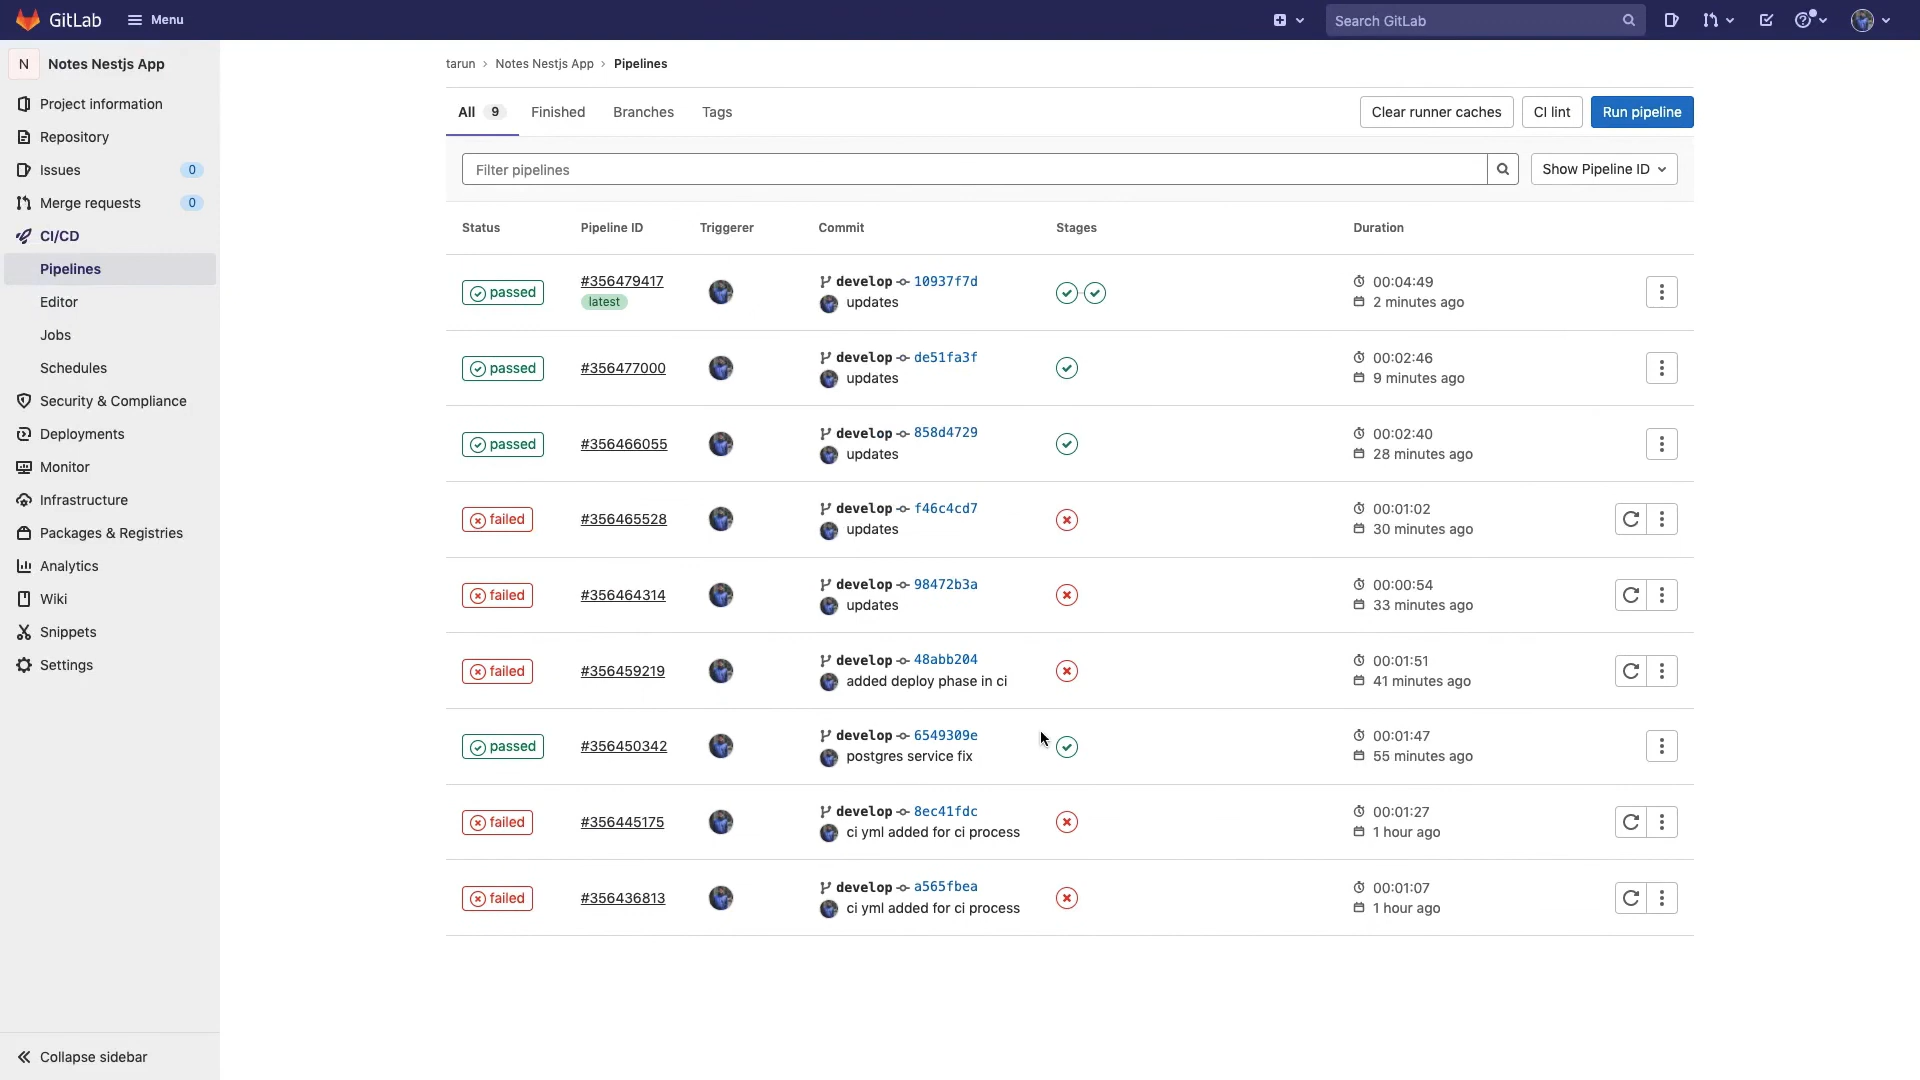 GitLab Menu Search GitLab
N Notes Nestjs App
Project information
Repository
Issues 0
Merge requests 0
CI/CD
Pipelines
Editor
Jobs
Schedules
Security & Compliance
Deployments
Monitor
Infrastructure
Packages & Registries
Analytics
Wiki
Snippets
Settings
Collapse sidebar
tarun › Notes Nestjs App › Pipelines
All 9 Finished Branches Tags Clear runner caches CI lint Run pipeline
Filter pipelines Show Pipeline ID
Status Pipeline ID Triggerer Commit Stages Duration
passed #356479417 develop 10937f7d 00:04:49
latest updates 2 minutes ago
passed #356477000 develop de51fa3f 00:02:46
updates 9 minutes ago
passed #356466055 develop 858d4729 00:02:40
updates 28 minutes ago
failed #356465528 develop f46c4cd7 00:01:02
updates 30 minutes ago
failed #356464314 develop 98472b3a 00:00:54
updates 33 minutes ago
failed #356459219 develop 48abb204 00:01:51
added deploy phase in ci 41 minutes ago
passed #356450342 develop 6549309e 00:01:47
postgres service fix 55 minutes ago
failed #356445175 develop 8ec41fdc 00:01:27
ci yml added for ci process 1 hour ago
failed #356436813 develop a565fbea 00:01:07
ci yml added for ci process 1 hour ago